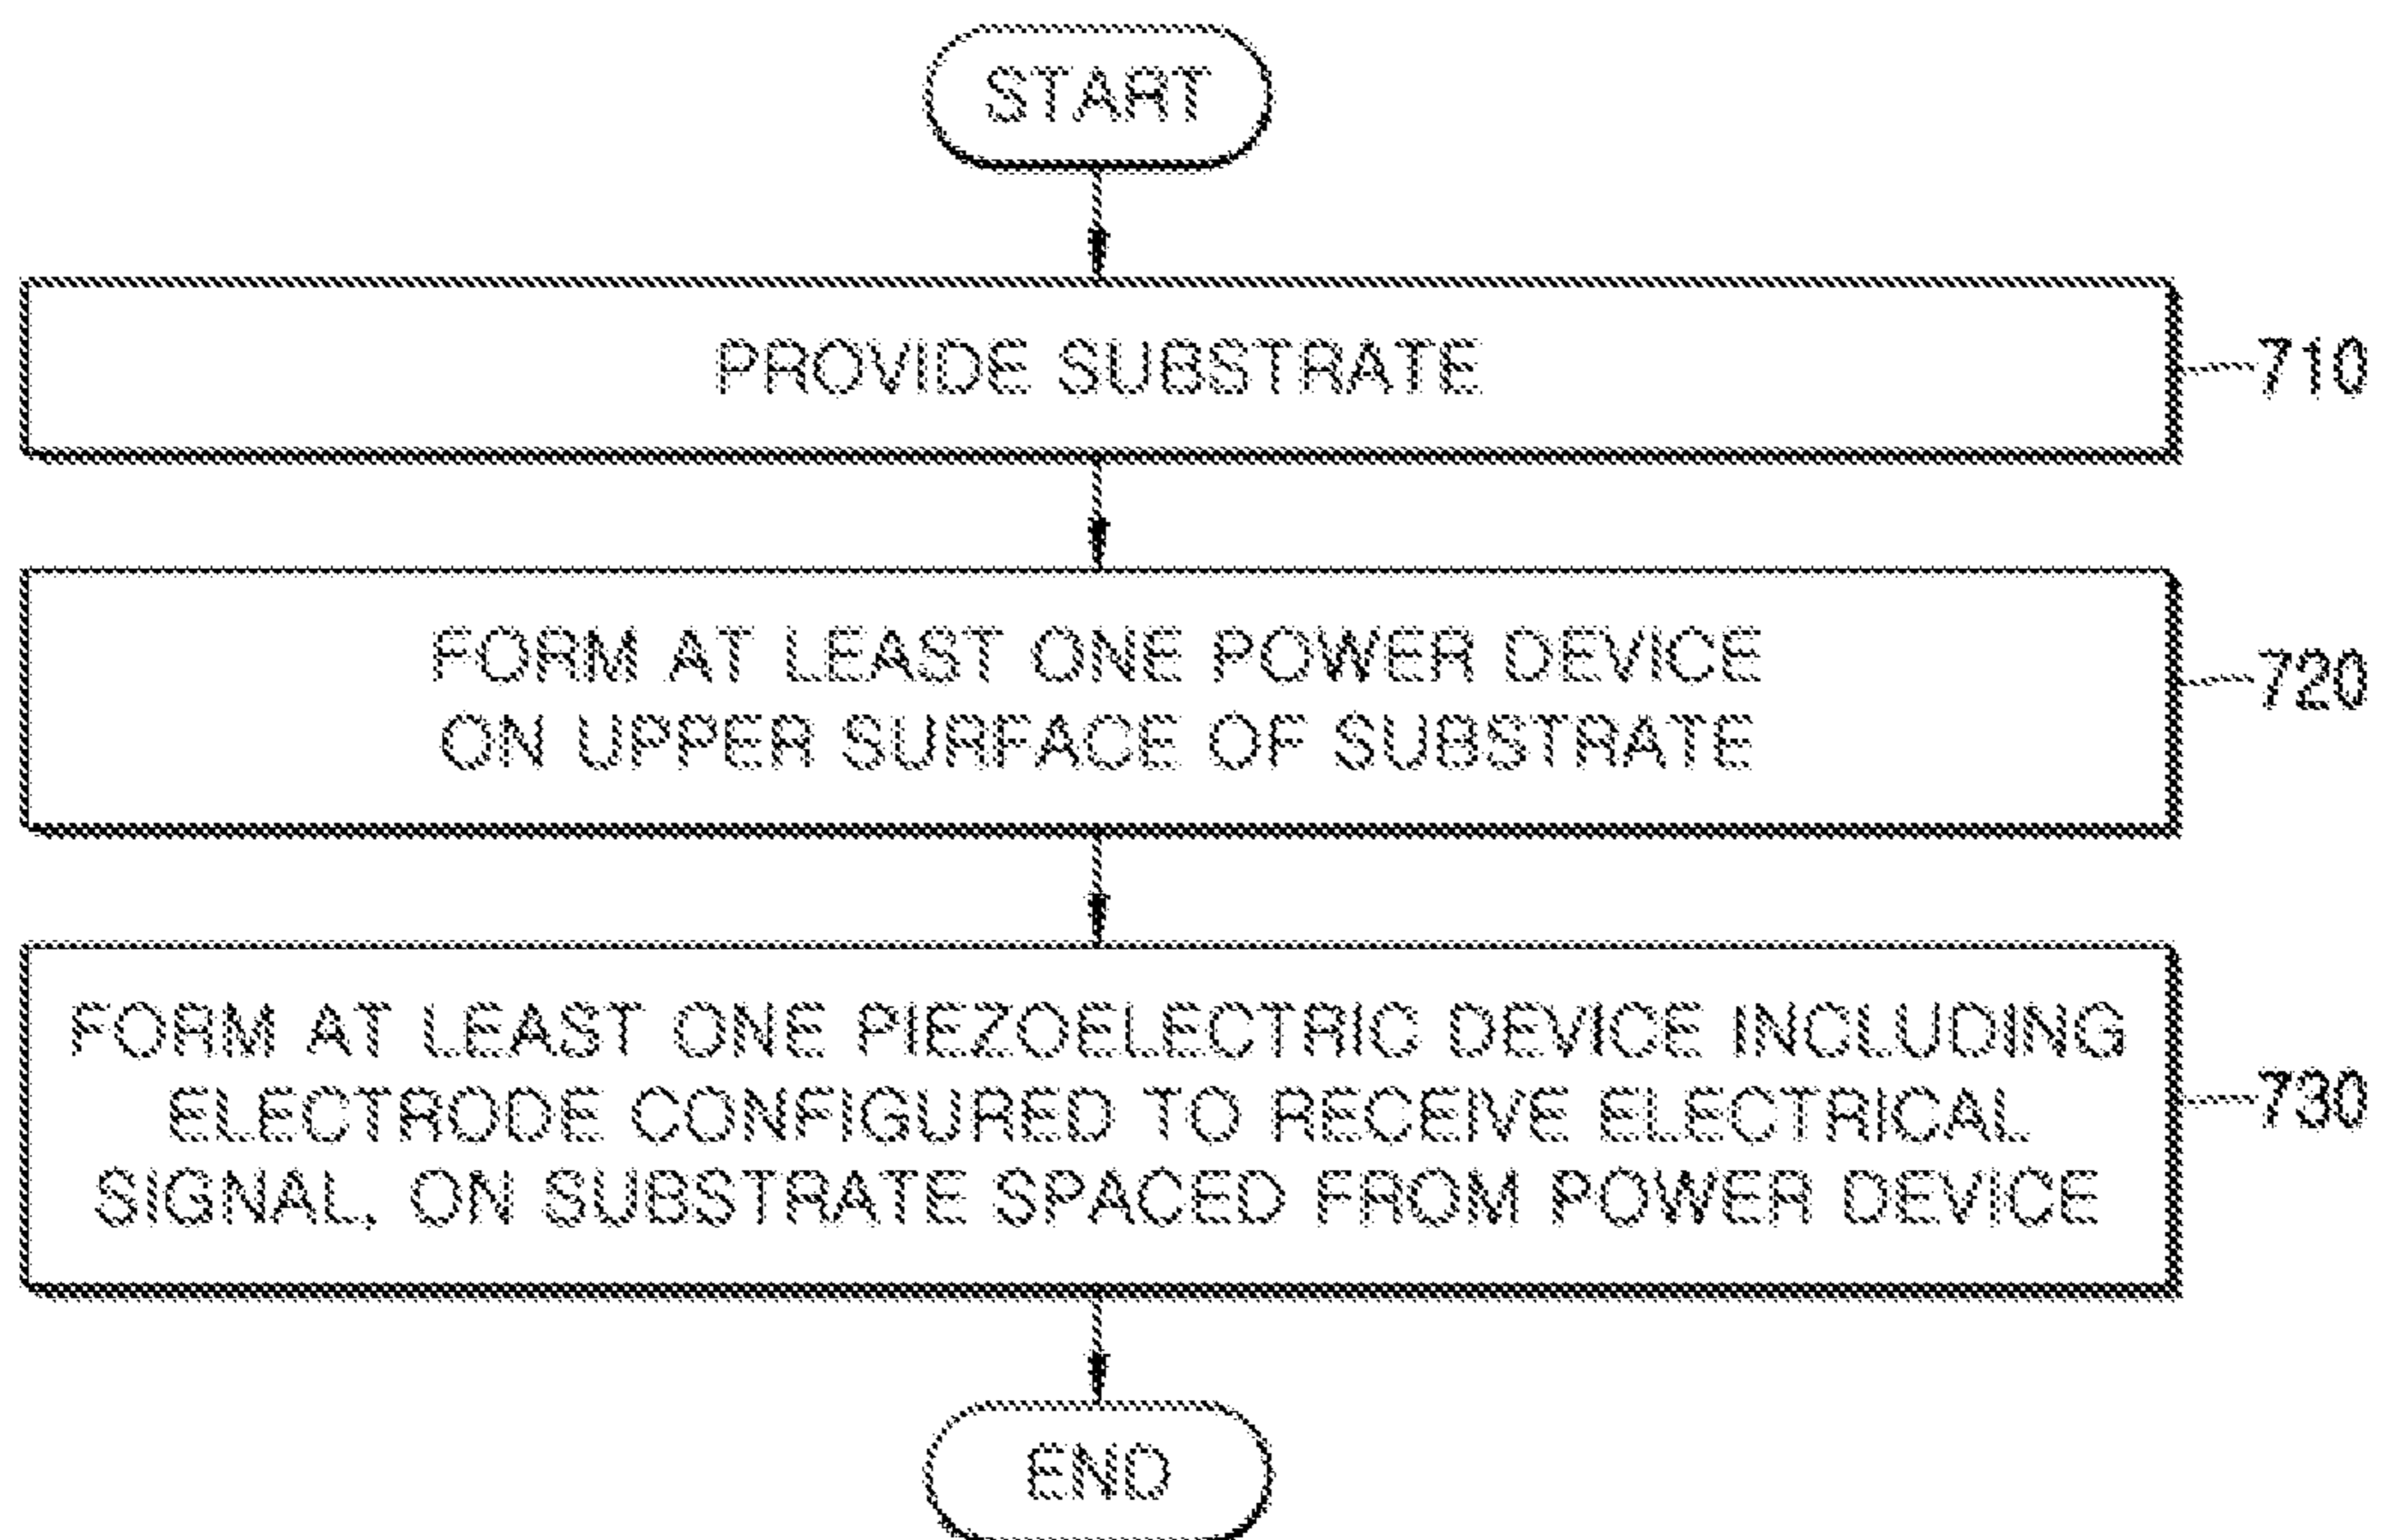 START
PROVIDE SUBSTRATE
710
FORM AT LEAST ONE POWER DEVICE
ON UPPER SURFACE OF SUBSTRATE
720
FORM AT LEAST ONE PIEZOELECTRIC DEVICE INCLUDING
ELECTRODE CONFIGURED TO RECEIVE ELECTRICAL
SIGNAL, ON SUBSTRATE SPACED FROM POWER DEVICE
730
END